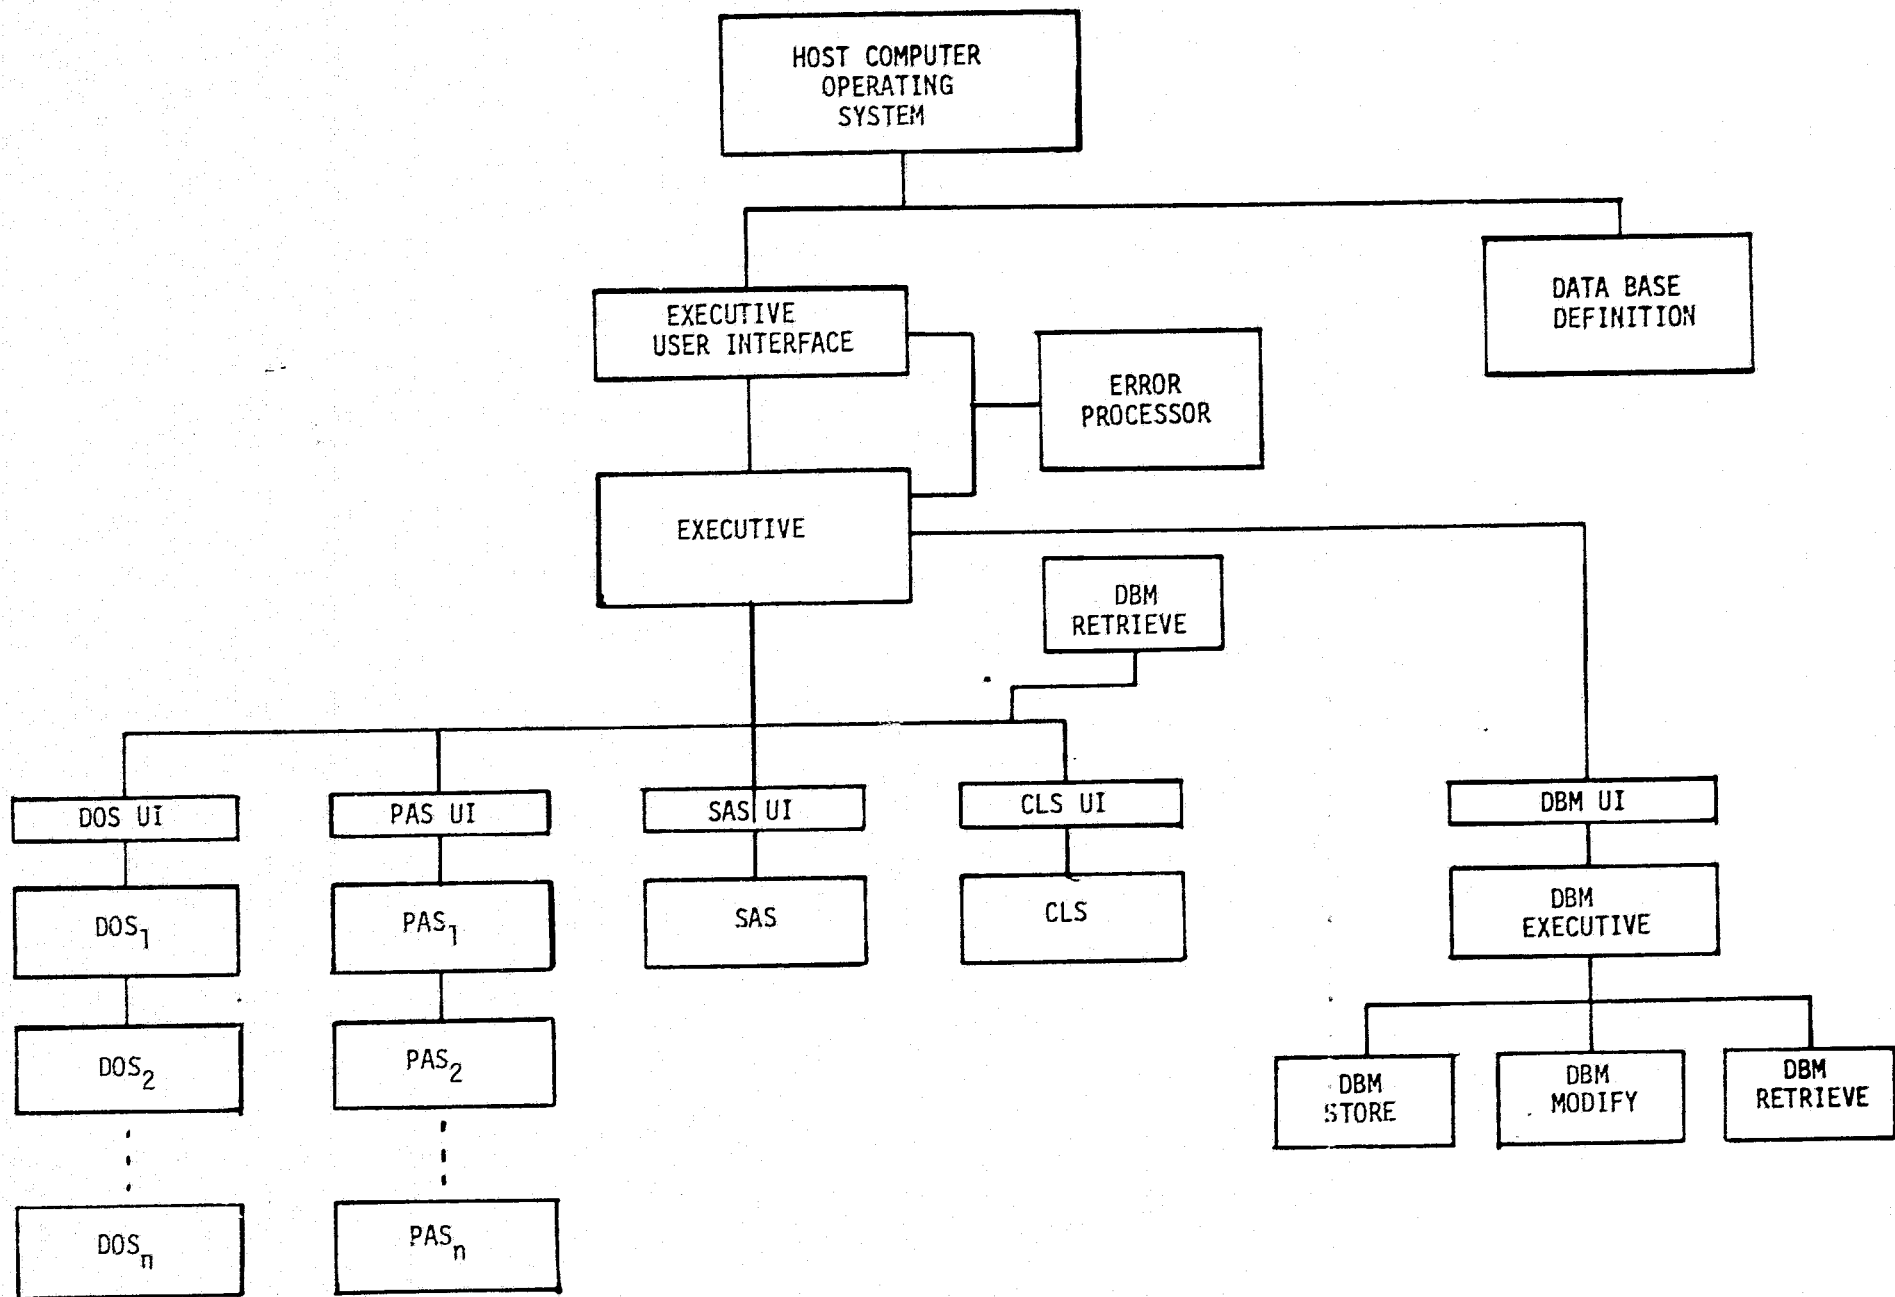 HOST COMPUTER
OPERATING
SYSTEM
DATA BASE
DEFINITION
EXECUTIVE
USER INTERFACE
ERROR
PROCESSOR
EXECUTIVE
DBM
RETRIEVE
DOS UI
PAS UI
SAS UI
CLS UI
DBM UI
DOS₁
PAS₁
SAS
CLS
DBM
EXECUTIVE
DOS₂
PAS₂
DBM
STORE
DBM
MODIFY
DBM
RETRIEVE
DOSₙ
PASₙ